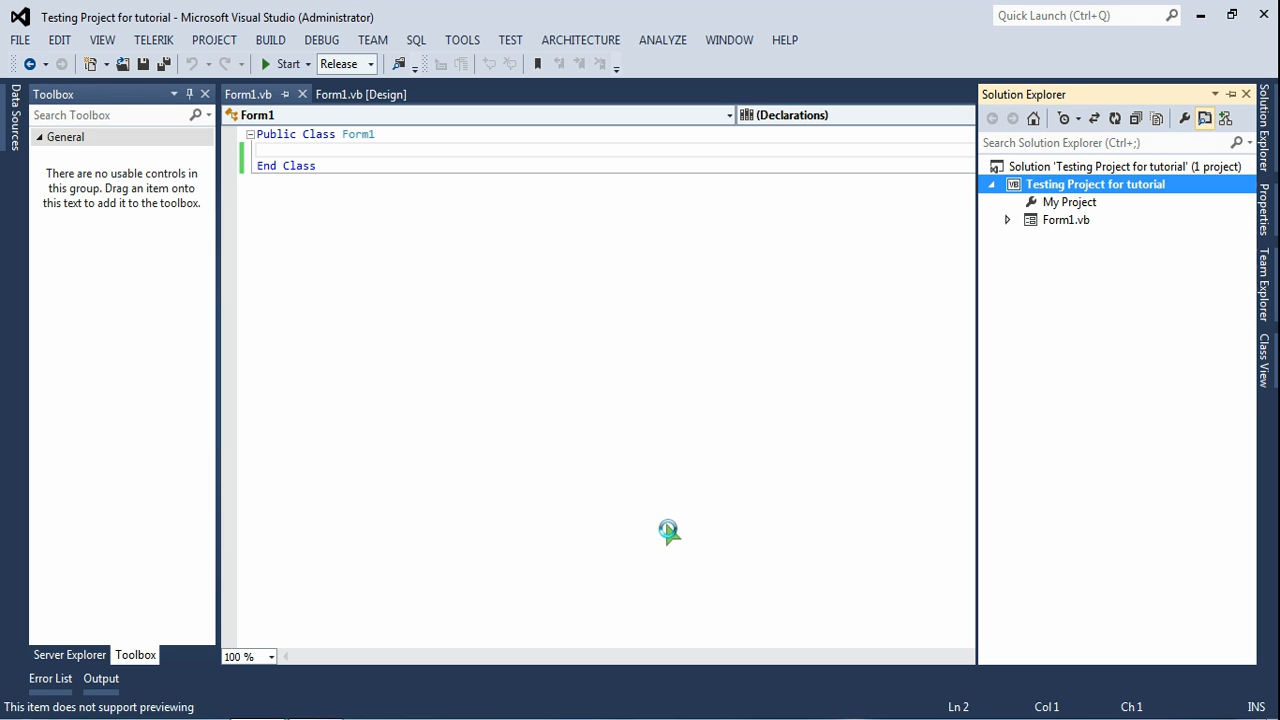 Testing Project for tutorial - Microsoft Visual Studio (Administrator)
Quick Launch (Ctrl+Q)
FILE EDIT VIEW TELERIK PROJECT BUILD DEBUG TEAM SQL TOOLS TEST ARCHITECTURE ANALYZE WINDOW HELP
Start Release
Data Sources
Toolbox
Search Toolbox
General
There are no usable controls in
this group. Drag an item onto
this text to add it to the toolbox.
Server Explorer Toolbox
Form1.vb Form1.vb [Design]
Form1 (Declarations)
Public Class Form1
End Class
100 %
Solution Explorer
Search Solution Explorer (Ctrl+;)
Solution 'Testing Project for tutorial' (1 project)
VB Testing Project for tutorial
My Project
Form1.vb
Solution Explorer
Properties
Team Explorer
Class View
Error List Output
This item does not support previewing Ln 2 Col 1 Ch 1 INS